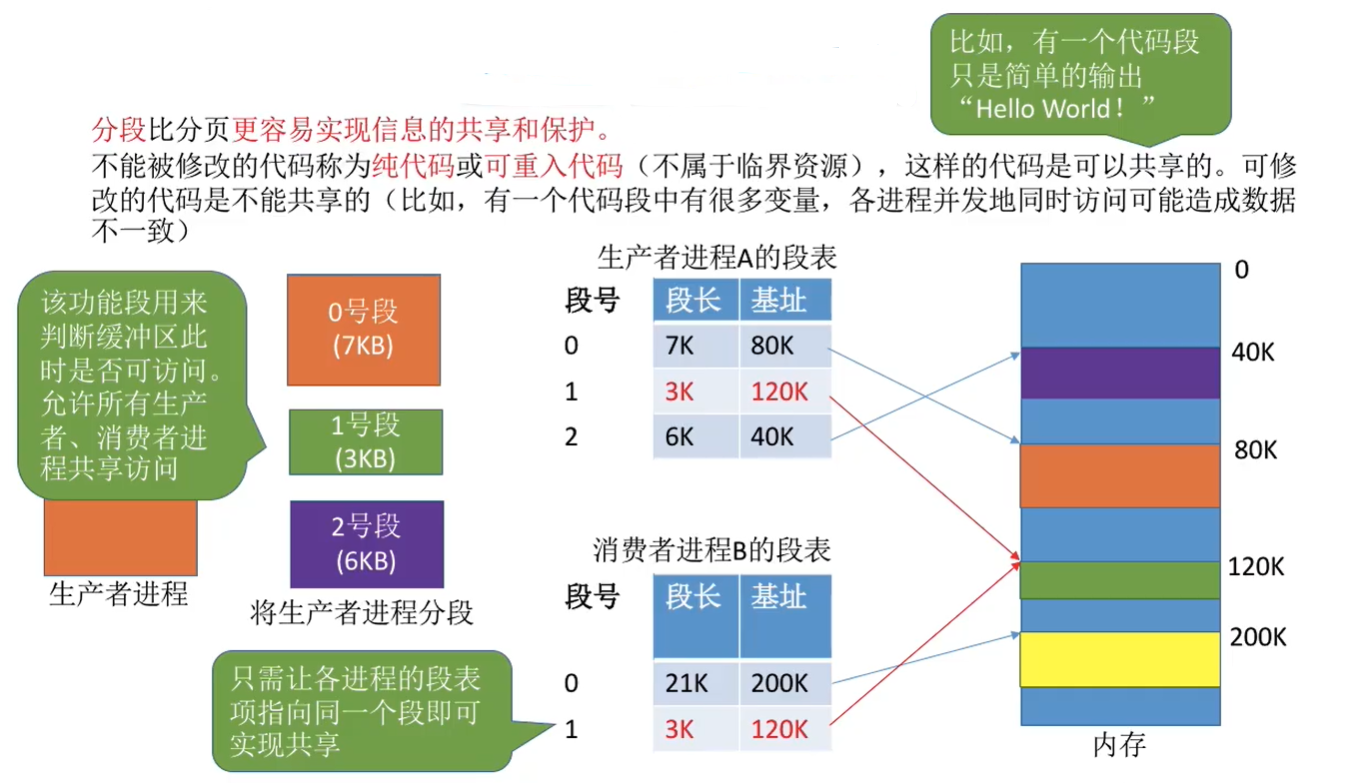 比如，有一个代码段
只是简单的输出
“Hello World！”
分段比分页更容易实现信息的共享和保护。
不能被修改的代码称为纯代码或可重入代码（不属于临界资源），这样的代码是可以共享的。可修
改的代码是不能共享的（比如，有一个代码段中有很多变量，各进程并发地同时访问可能造成数据
不一致）
该功能段用来
判断缓冲区此
时是否可访问。
允许所有生产
者、消费者进
程共享访问
生产者进程
0号段
(7KB)
1号段
(3KB)
2号段
(6KB)
将生产者进程分段
生产者进程A的段表
段号 段长 基址
0 7K 80K
1 3K 120K
2 6K 40K
消费者进程B的段表
段号 段长 基址
0 21K 200K
1 3K 120K
只需让各进程的段表
项指向同一个段即可
实现共享
0
40K
80K
120K
200K
内存